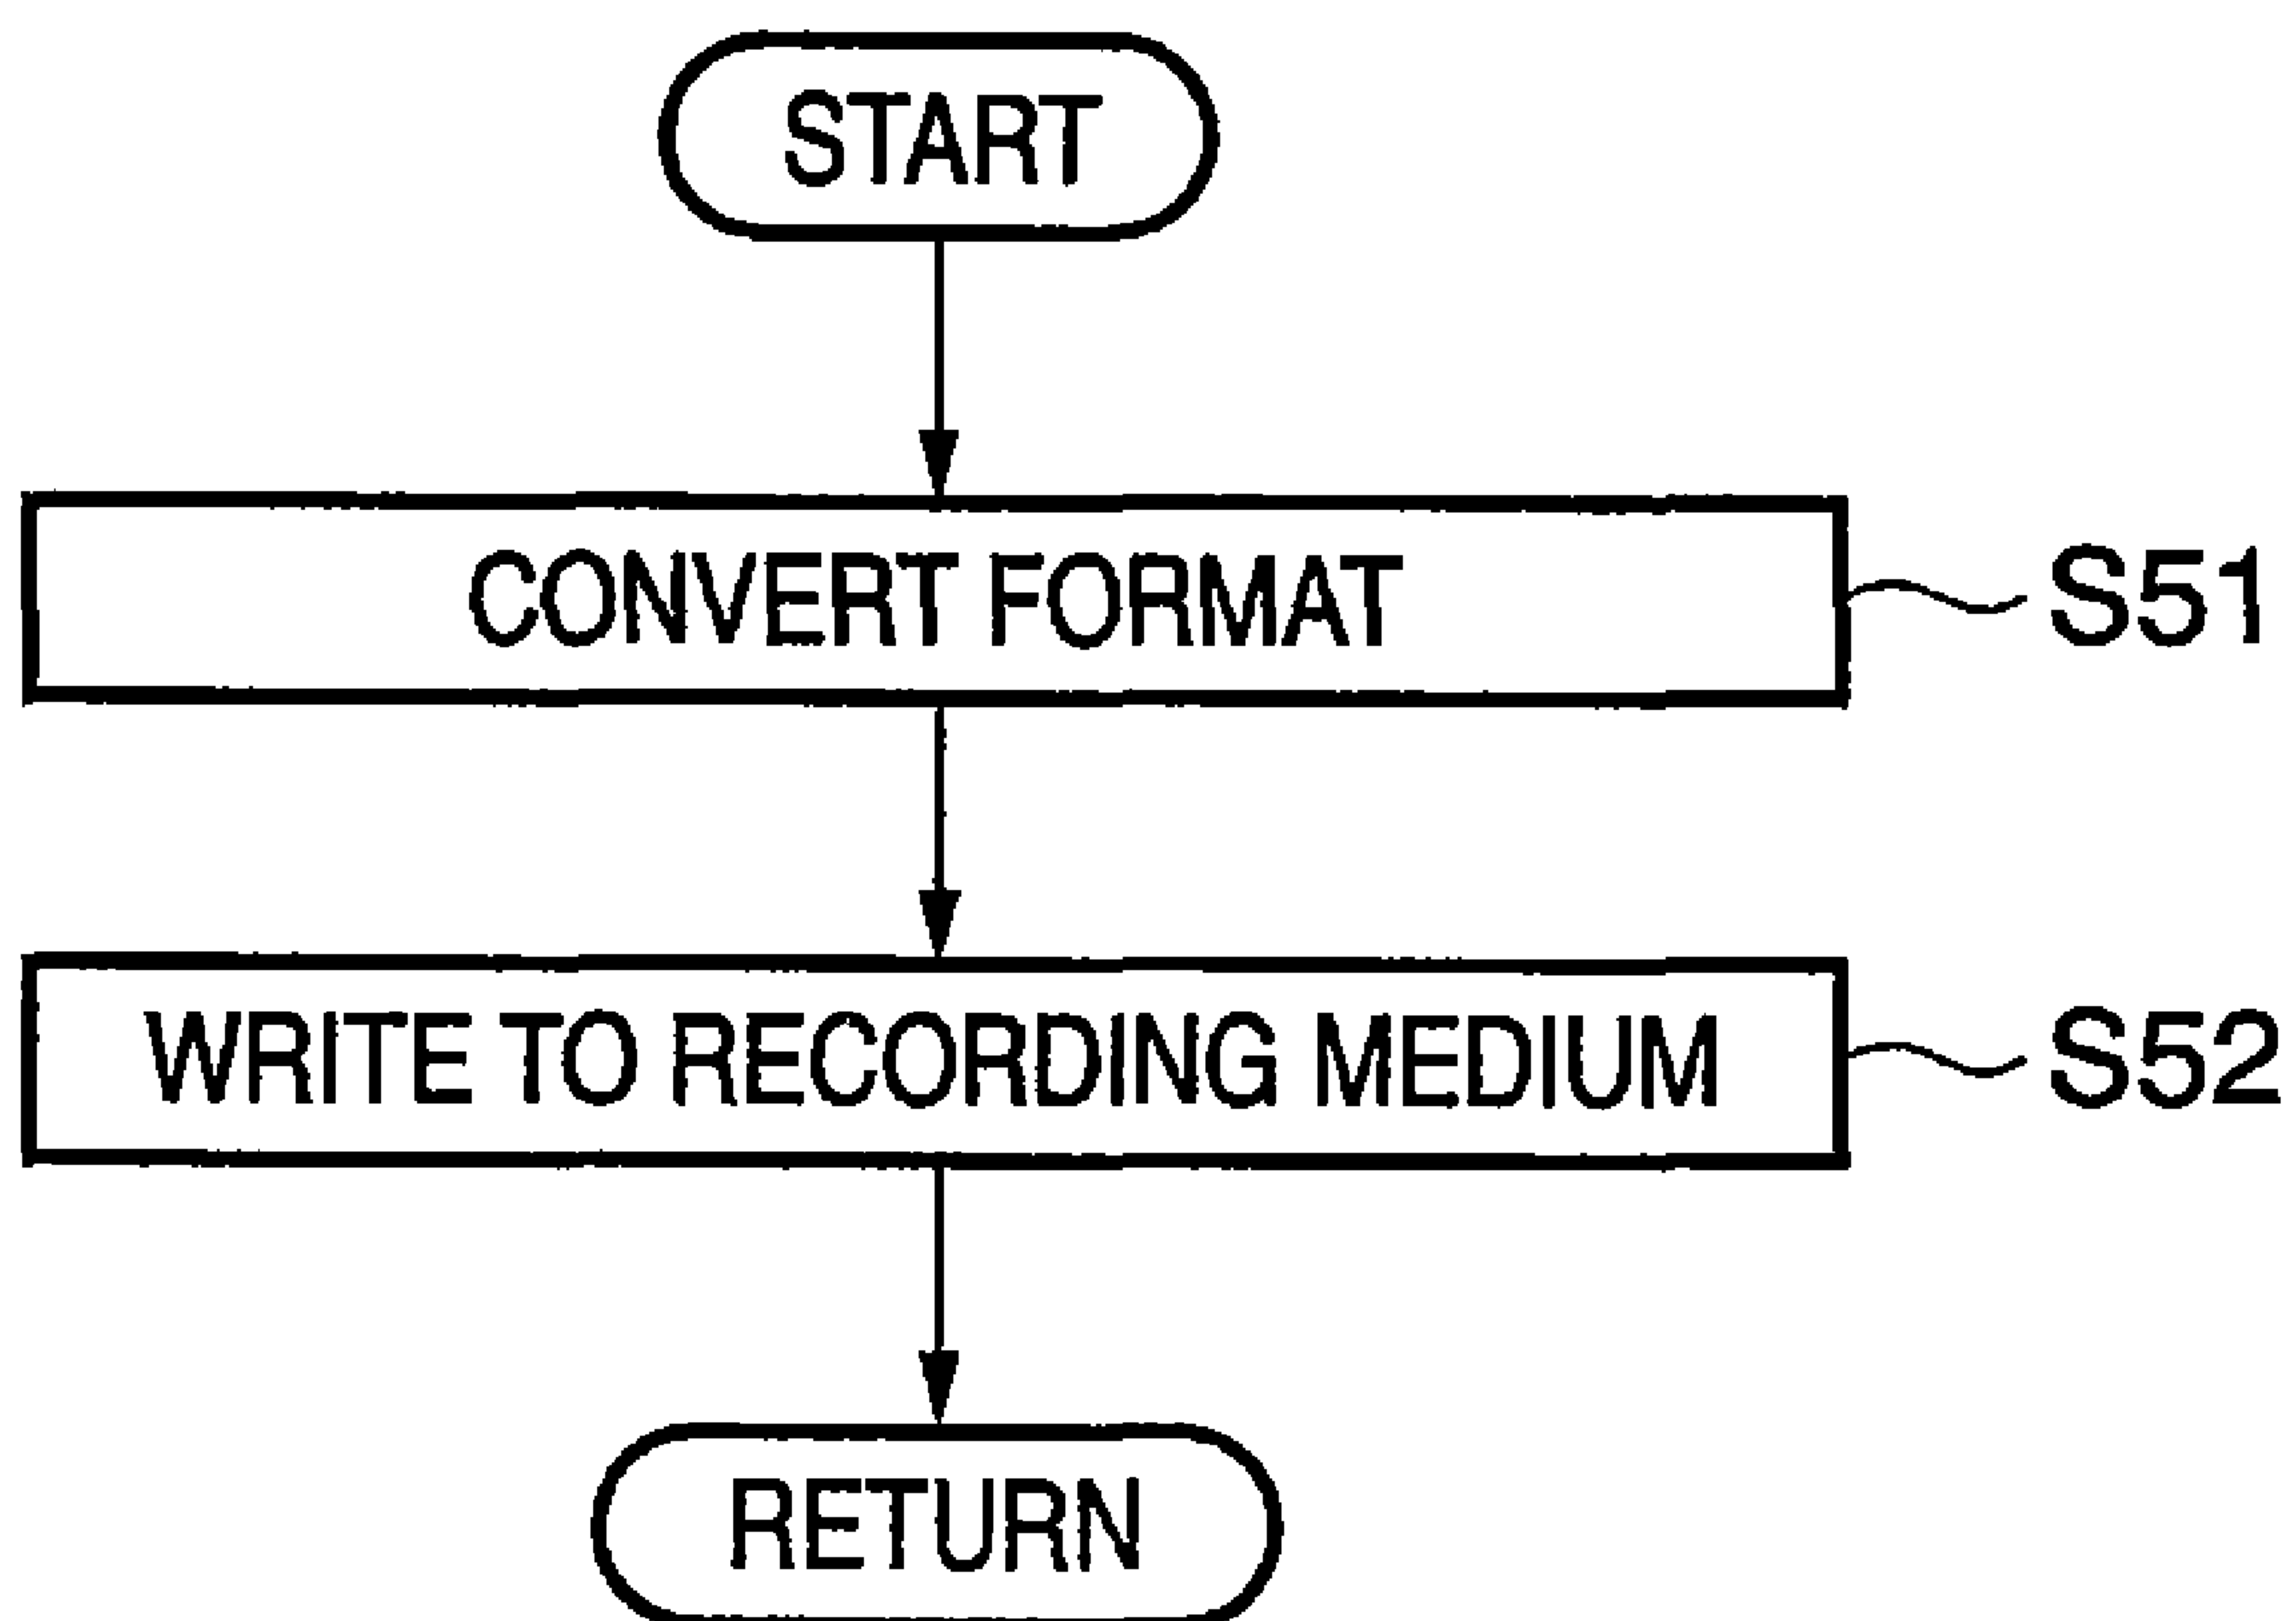 START
CONVERT FORMAT
S51
WRITE TO RECORDING MEDIUM
S52
RETURN